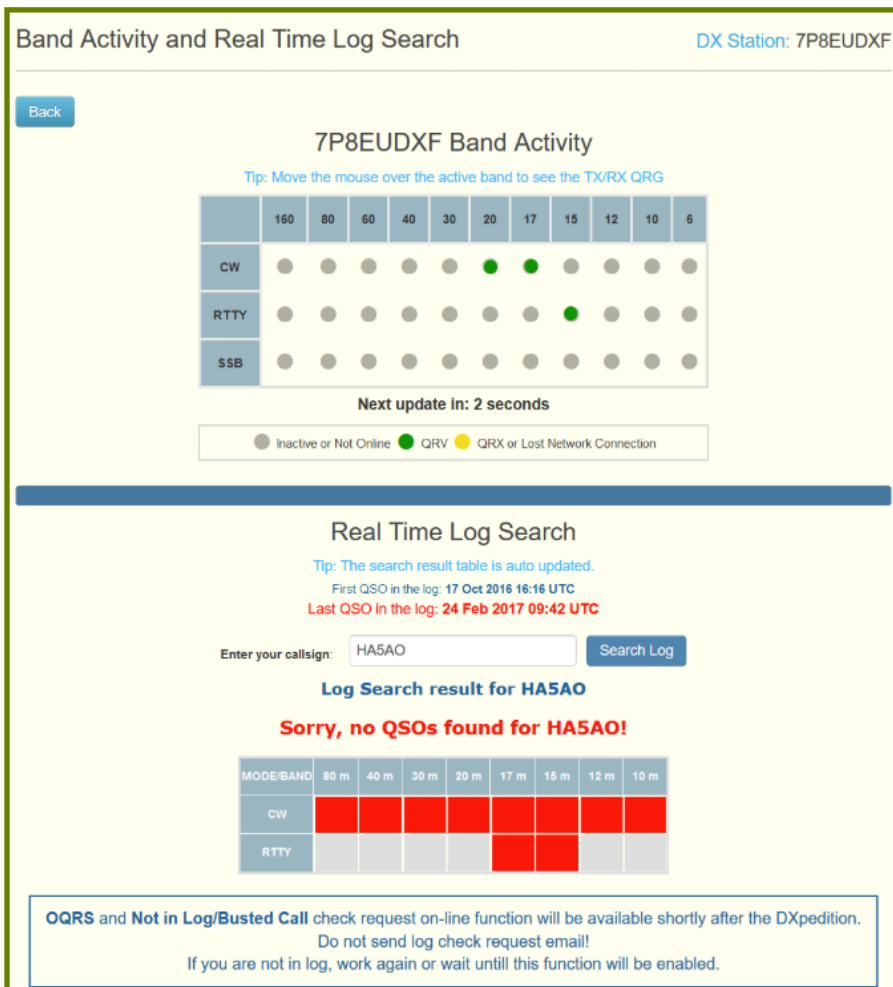 Band Activity and Real Time Log Search DX Station: 7P8EUDXF
Back
7P8EUDXF Band Activity
Tip: Move the mouse over the active band to see the TX/RX QRG
160 80 60 40 30 20 17 15 12 10 6
CW
RTTY
SSB
Next update in: 2 seconds
Inactive or Not Online QRV QRX or Lost Network Connection
Real Time Log Search
Tip: The search result table is auto updated.
First QSO in the log: 17 Oct 2016 16:16 UTC
Last QSO in the log: 24 Feb 2017 09:42 UTC
Enter your callsign: HA5AO Search Log
Log Search result for HA5AO
Sorry, no QSOs found for HA5AO!
MODE/BAND 80 m 40 m 30 m 20 m 17 m 15 m 12 m 10 m
CW
RTTY
OQRS and Not in Log/Busted Call check request on-line function will be available shortly after the DXpedition.
Do not send log check request email!
If you are not in log, work again or wait untill this function will be enabled.